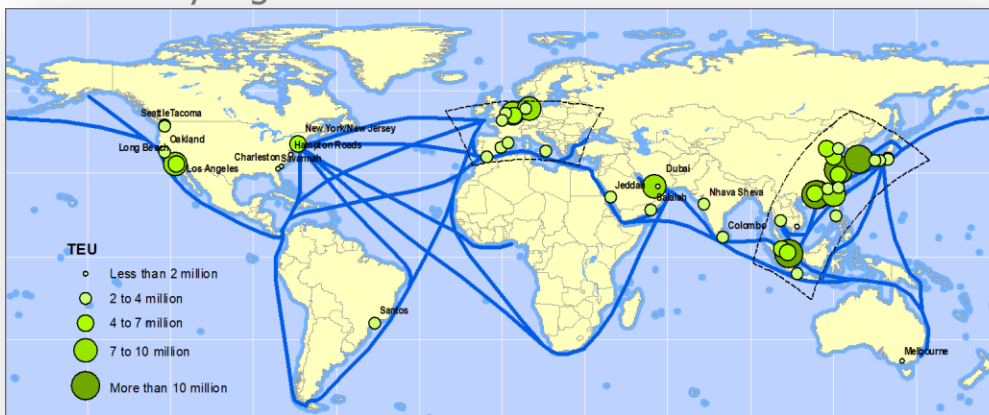 SeattleTacoma
Oakland
Long Beach
Los Angeles
New York/New Jersey
Hampton Roads
Charleston
Savannah
Jeddah
Dubai
Salalah
Nhava Sheva
Colombo
Santos
Melbourne
TEU
Less than 2 million
2 to 4 million
4 to 7 million
7 to 10 million
More than 10 million